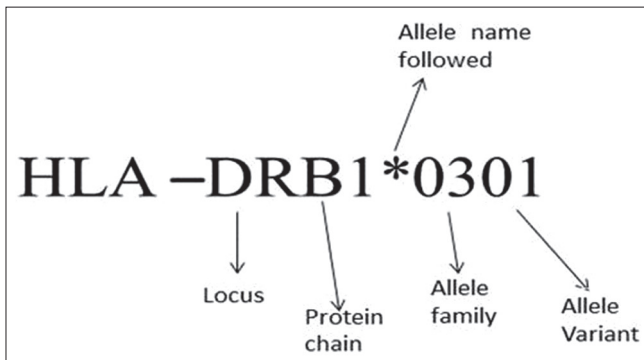 Allele name
followed
HLA –DRB1*0301
Locus
Protein
chain
Allele
family
Allele
Variant